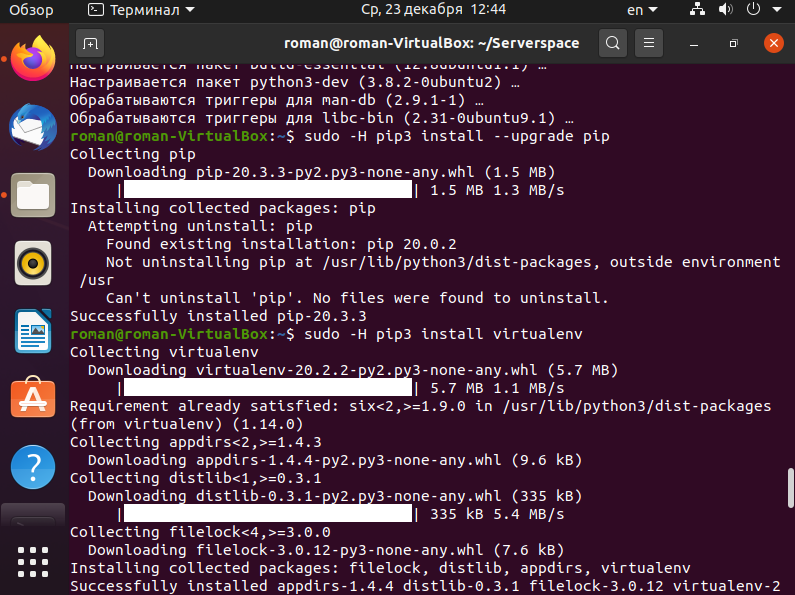 Обзор Терминал Ср, 23 декабря 12:44 en
roman@roman-VirtualBox: ~/Serverspace
Настраивается пакет build-essential (12.8ubuntu1.1) …
Настраивается пакет python3-dev (3.8.2-0ubuntu2) …
Обрабатываются триггеры для man-db (2.9.1-1) …
Обрабатываются триггеры для libc-bin (2.31-0ubuntu9.1) …
roman@roman-VirtualBox:~$ sudo -H pip3 install --upgrade pip
Collecting pip
  Downloading pip-20.3.3-py2.py3-none-any.whl (1.5 MB)
     | | 1.5 MB 1.3 MB/s
Installing collected packages: pip
  Attempting uninstall: pip
    Found existing installation: pip 20.0.2
    Not uninstalling pip at /usr/lib/python3/dist-packages, outside environment
 /usr
    Can't uninstall 'pip'. No files were found to uninstall.
Successfully installed pip-20.3.3
roman@roman-VirtualBox:~$ sudo -H pip3 install virtualenv
Collecting virtualenv
  Downloading virtualenv-20.2.2-py2.py3-none-any.whl (5.7 MB)
     | | 5.7 MB 1.1 MB/s
Requirement already satisfied: six<2,>=1.9.0 in /usr/lib/python3/dist-packages
(from virtualenv) (1.14.0)
Collecting appdirs<2,>=1.4.3
  Downloading appdirs-1.4.4-py2.py3-none-any.whl (9.6 kB)
Collecting distlib<1,>=0.3.1
  Downloading distlib-0.3.1-py2.py3-none-any.whl (335 kB)
     | | 335 kB 5.4 MB/s
Collecting filelock<4,>=3.0.0
  Downloading filelock-3.0.12-py3-none-any.whl (7.6 kB)
Installing collected packages: filelock, distlib, appdirs, virtualenv
Successfully installed appdirs-1.4.4 distlib-0.3.1 filelock-3.0.12 virtualenv-2